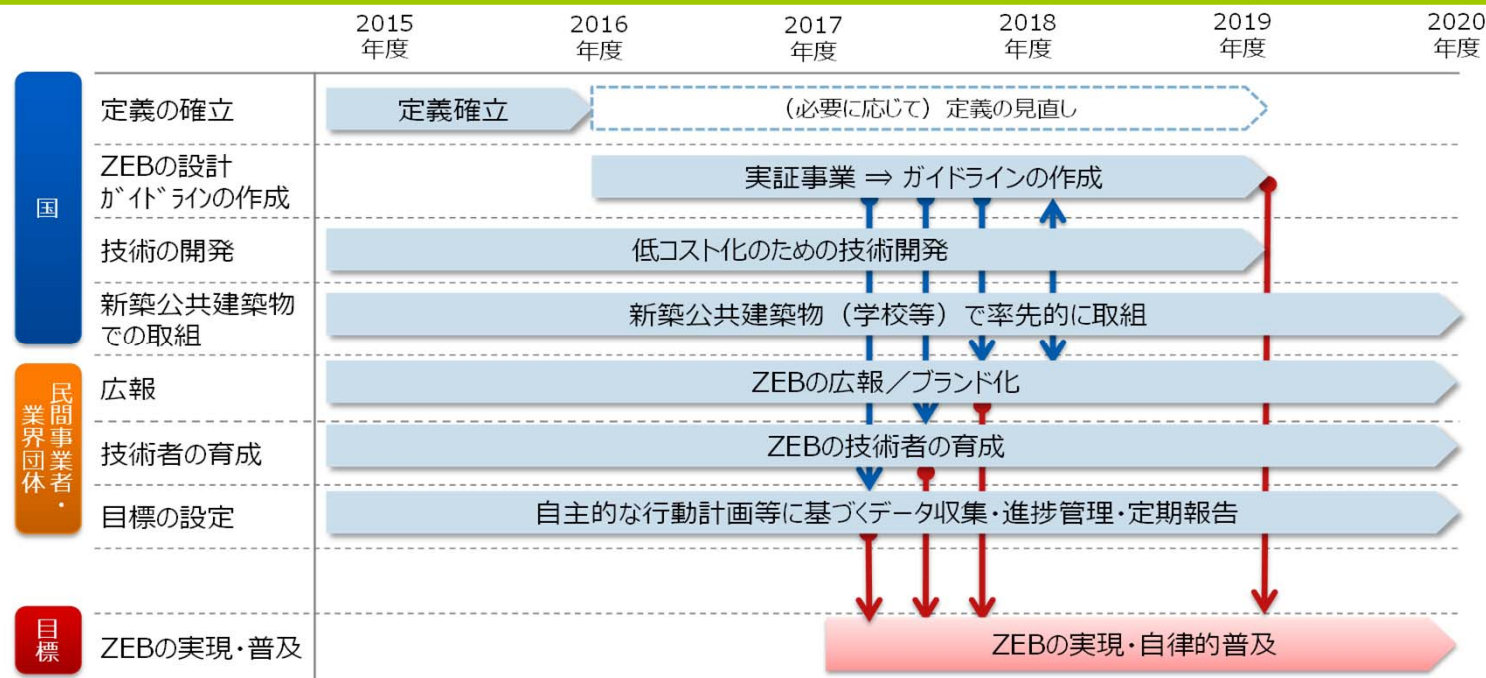 2015
年度
2016
年度
2017
年度
2018
年度
2019
年度
2020
年度
国
定義の確立
定義確立
（必要に応じて）定義の見直し
ZEBの設計
ｶﾞｲﾄﾞﾗｲﾝの作成
実証事業 ⇒ ガイドラインの作成
技術の開発
低コスト化のための技術開発
新築公共建築物
での取組
新築公共建築物（学校等）で率先的に取組
民間事業者・
業界団体
広報
ZEBの広報／ブランド化
技術者の育成
ZEBの技術者の育成
目標の設定
自主的な行動計画等に基づくデータ収集・進捗管理・定期報告
目標
ZEBの実現・普及
ZEBの実現・自律的普及